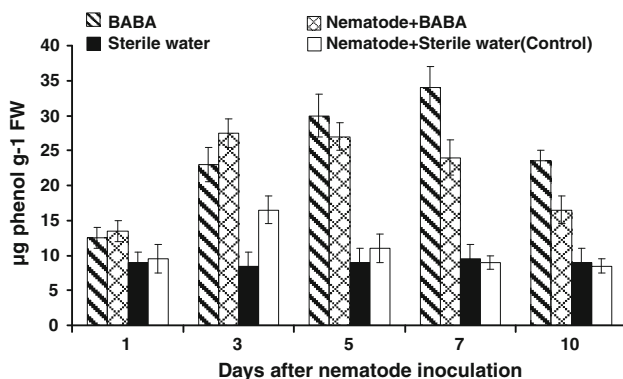 BABA
Nematode+BABA
Sterile water
Nematode+Sterile water(Control)
40
35
30
25
20
15
10
5
0
µg phenol g-1 FW
1 3 5 7 10
Days after nematode inoculation